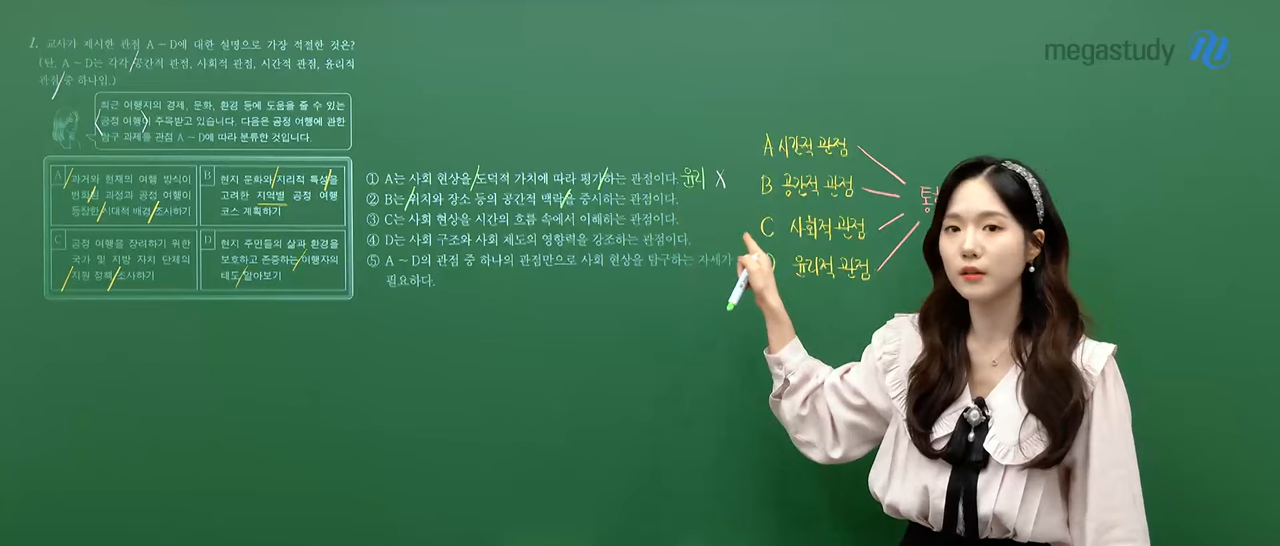 megastudy
1. 교사가 제시한 관점 A ~ D에 대한 설명으로 가장 적절한 것은?
(단, A ~ D는 각각 공간적 관점, 사회적 관점, 시간적 관점, 윤리적
관점 중 하나임.)
최근 여행지의 경제, 문화, 환경 등에 도움을 줄 수 있는
공정 여행이 주목받고 있습니다. 다음은 공정 여행에 관한
탐구 과제를 관점 A ~ D에 따라 분류한 것입니다.
A
과거와 현재의 여행 방식이
변화된 과정과 공정 여행이
등장한 시대적 배경 조사하기
B
현지 문화와 지리적 특성을
고려한 지역별 공정 여행
코스 계획하기
C
공정 여행을 장려하기 위한
국가 및 지방 자치 단체의
지원 정책 조사하기
D
현지 주민들의 삶과 환경을
보호하고 존중하는 여행자의
태도 알아보기
① A는 사회 현상을 도덕적 가치에 따라 평가하는 관점이다. 윤리 X
② B는 위치와 장소 등의 공간적 맥락을 중시하는 관점이다.
③ C는 사회 현상을 시간의 흐름 속에서 이해하는 관점이다.
④ D는 사회 구조와 사회 제도의 영향력을 강조하는 관점이다.
⑤ A ~ D의 관점 중 하나의 관점만으로 사회 현상을 탐구하는 자세가
필요하다.
A 시간적 관점
B 공간적 관점
C 사회적 관점
D 윤리적 관점
통